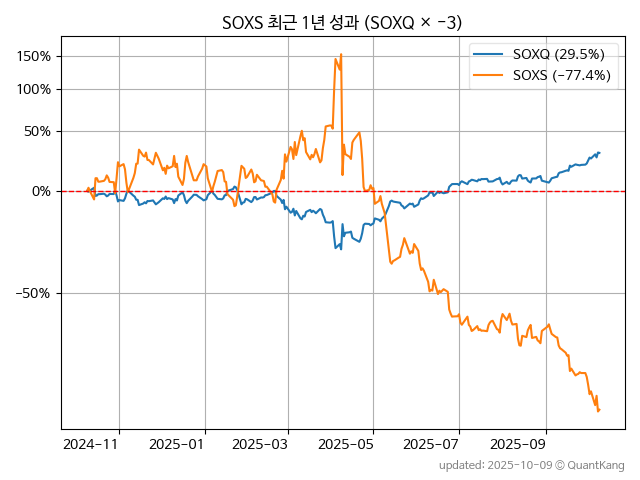 SOXS 최근 1년 성과 (SOXQ × −3)
SOXQ (29.5%)
SOXS (−77.4%)
150%
100%
50%
0%
−50%
2024-11
2025-01
2025-03
2025-05
2025-07
2025-09
updated: 2025-10-09 © QuantKang